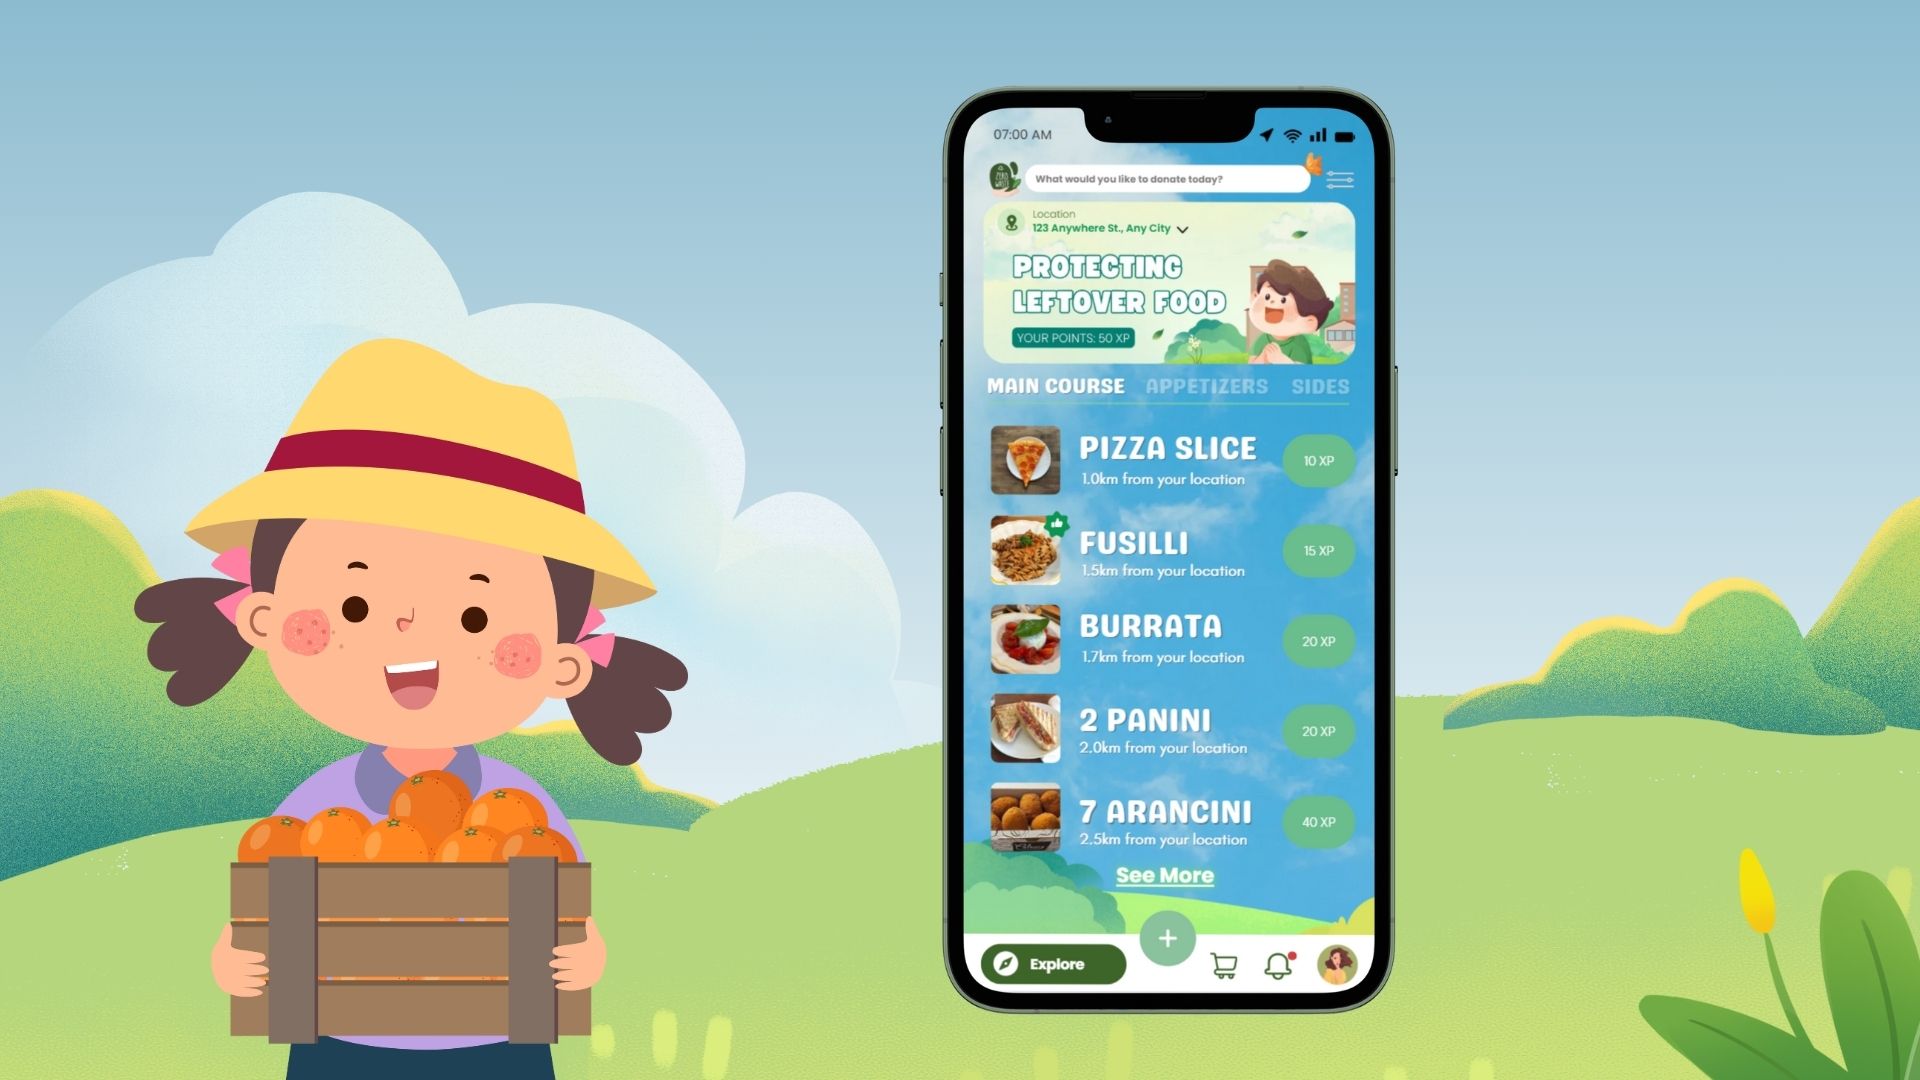 07:00 AM
ZERO WASTE
What would you like to donate today?
Location
123 Anywhere St., Any City
PROTECTING
LEFTOVER FOOD
YOUR POINTS: 50 XP
MAIN COURSE APPETIZERS SIDES
PIZZA SLICE
1.0km from your location
10 XP
FUSILLI
1.5km from your location
15 XP
BURRATA
1.7km from your location
20 XP
2 PANINI
2.0km from your location
20 XP
7 ARANCINI
2.5km from your location
40 XP
See More
Explore